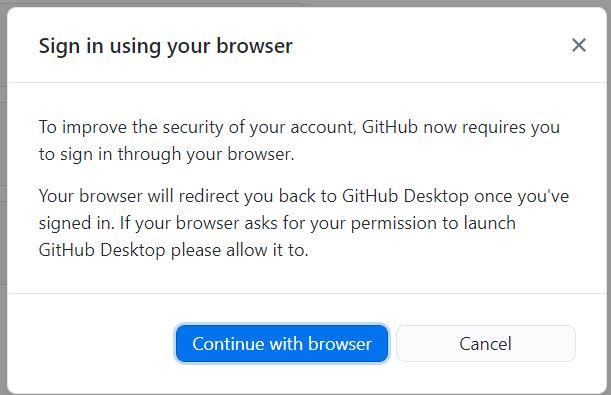 Sign in using your browser
To improve the security of your account, GitHub now requires you
to sign in through your browser.
Your browser will redirect you back to GitHub Desktop once you've
signed in. If your browser asks for your permission to launch
GitHub Desktop please allow it to.
Continue with browser
Cancel